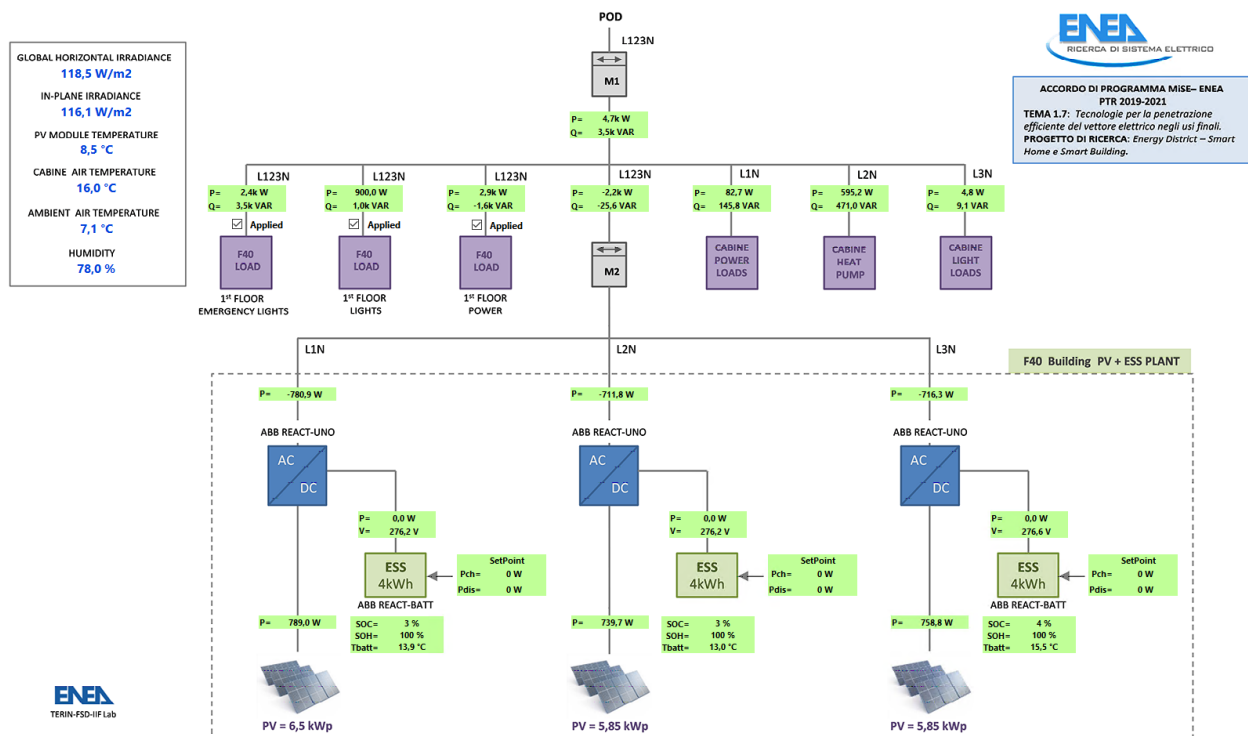 POD
L123N
M1
P= 4,7k W
Q= 3,5k VAR
ENEA
RICERCA DI SISTEMA ELETTRICO
ACCORDO DI PROGRAMMA MiSE– ENEA
PTR 2019-2021
TEMA 1.7: Tecnologie per la penetrazione
efficiente del vettore elettrico negli usi finali.
PROGETTO DI RICERCA: Energy District – Smart
Home e Smart Building.
GLOBAL HORIZONTAL IRRADIANCE
118,5 W/m2
IN-PLANE IRRADIANCE
116,1 W/m2
PV MODULE TEMPERATURE
8,5 °C
CABINE AIR TEMPERATURE
16,0 °C
AMBIENT AIR TEMPERATURE
7,1 °C
HUMIDITY
78,0 %
L123N
P= 2,4k W
Q= 3,5k VAR
Applied
F40
LOAD
1st FLOOR
EMERGENCY LIGHTS
L123N
P= 900,0 W
Q= 1,0k VAR
Applied
F40
LOAD
1st FLOOR
LIGHTS
L123N
P= 2,9k W
Q= -1,6k VAR
Applied
F40
LOAD
1st FLOOR
POWER
L123N
P= -2,2k W
Q= -25,6 VAR
M2
L1N
P= 82,7 W
Q= 145,8 VAR
CABINE
POWER
LOADS
L2N
P= 595,2 W
Q= 471,0 VAR
CABINE
HEAT
PUMP
L3N
P= 4,8 W
Q= 9,1 VAR
CABINE
LIGHT
LOADS
F40 Building PV + ESS PLANT
L1N
P= -780,9 W
ABB REACT-UNO
AC
DC
P= 0,0 W
V= 276,2 V
ESS
4kWh
ABB REACT-BATT
SetPoint
Pch= 0 W
Pdis= 0 W
P= 789,0 W
SOC= 3 %
SOH= 100 %
Tbatt= 13,9 °C
PV = 6,5 kWp
L2N
P= -711,8 W
ABB REACT-UNO
AC
DC
P= 0,0 W
V= 276,2 V
ESS
4kWh
SetPoint
Pch= 0 W
Pdis= 0 W
P= 739,7 W
SOC= 3 %
SOH= 100 %
Tbatt= 13,0 °C
PV = 5,85 kWp
L3N
P= -716,3 W
ABB REACT-UNO
AC
DC
P= 0,0 W
V= 276,6 V
ESS
4kWh
ABB REACT-BATT
SetPoint
Pch= 0 W
Pdis= 0 W
P= 758,8 W
SOC= 4 %
SOH= 100 %
Tbatt= 15,5 °C
PV = 5,85 kWp
ENEA
TERIN-FSD-IIF Lab